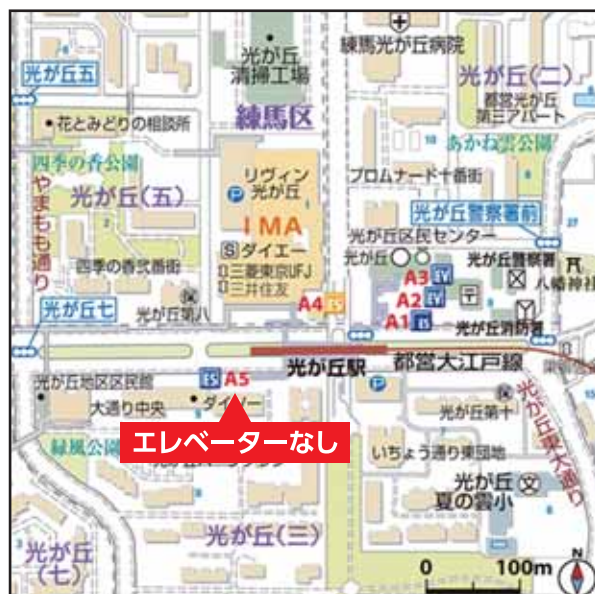 光が丘
清掃工場
練馬光が丘病院
光が丘五
光が丘(二)
都営光が丘
第三アパート
花とみどりの相談所
練馬区
あかね雲公園
四季の香公園
リヴィン
光が丘
プロムナード十番街
やまもも通り
光が丘(五)
P
IMA
光が丘警察署前
光が丘区民センター
S ダイエー
四季の香弐番街
三菱東京UFJ
光が丘
A3 EV
光が丘警察署
三井住友
A2 EV
八幡神社
光が丘七
光が丘第八
A4 ES
A1 ES
光が丘消防署
光が丘駅
都営大江戸線
光が丘地区区民館
ES A5
P
大通り中央
ダイソー
光が丘第十
光が丘東大通り
緑風公園
エレベーターなし
いちょう通り東団地
光が丘
夏の雲小
文
光が丘(三)
光が丘
(七)
0
100m
N